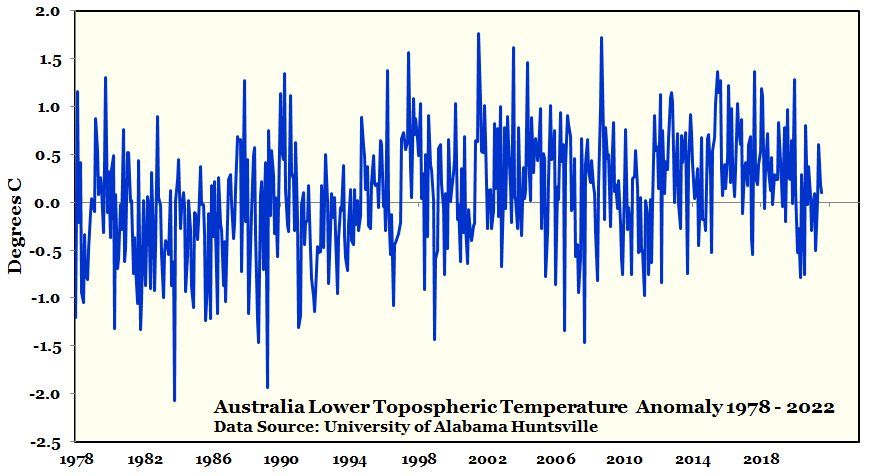 2.0
1.5
1.0
0.5
0.0
-0.5
-1.0
-1.5
-2.0
-2.5
Degrees C
Australia Lower Topospheric Temperature Anomaly 1978 - 2022
Data Source: University of Alabama Huntsville
1978 1982 1986 1990 1994 1998 2002 2006 2010 2014 2018